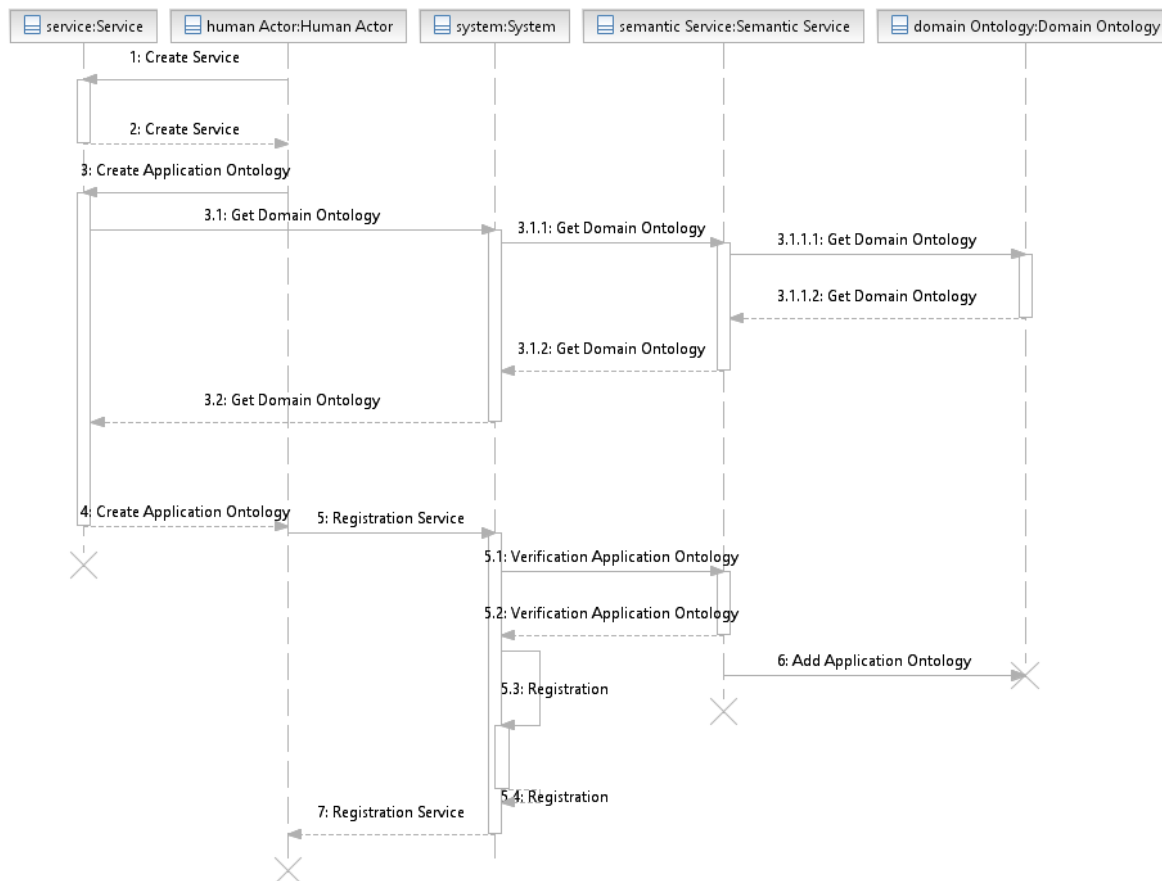 service:Service
human Actor:Human Actor
system:System
semantic Service:Semantic Service
domain Ontology:Domain Ontology
1: Create Service
2: Create Service
3: Create Application Ontology
3.1: Get Domain Ontology
3.1.1: Get Domain Ontology
3.1.1.1: Get Domain Ontology
3.1.1.2: Get Domain Ontology
3.1.2: Get Domain Ontology
3.2: Get Domain Ontology
4: Create Application Ontology
5: Registration Service
5.1: Verification Application Ontology
5.2: Verification Application Ontology
6: Add Application Ontology
5.3: Registration
5.4: Registration
7: Registration Service